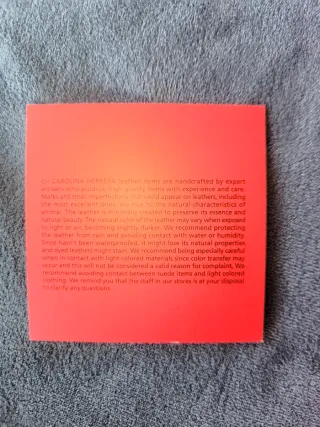 CH CAROLINA HERRERA leather items are handcrafted by expert
artisans who produce high quality items with experience and care.
Marks and small imperfections that could appear on leathers, including
the most excellent ones, are due to the natural characteristics of
animal. The leather is minimally treated to preserve its essence and
natural beauty. The natural color of the leather may vary when exposed
to light or air, becoming slightly darker. We recommend protecting
the leather from rain and avoiding contact with water or humidity.
Since hasn't been waterproofed, it might lose its natural properties
and dyed leathers might stain. We recommend being especially careful
when in contact with light colored materials since color transfer may
occur and this will not be considered a valid reason for complaint. We
recommend avoiding contact between suede items and light colored
clothing. We remind you that the staff in our stores is at your disposal
to clarify any questions.